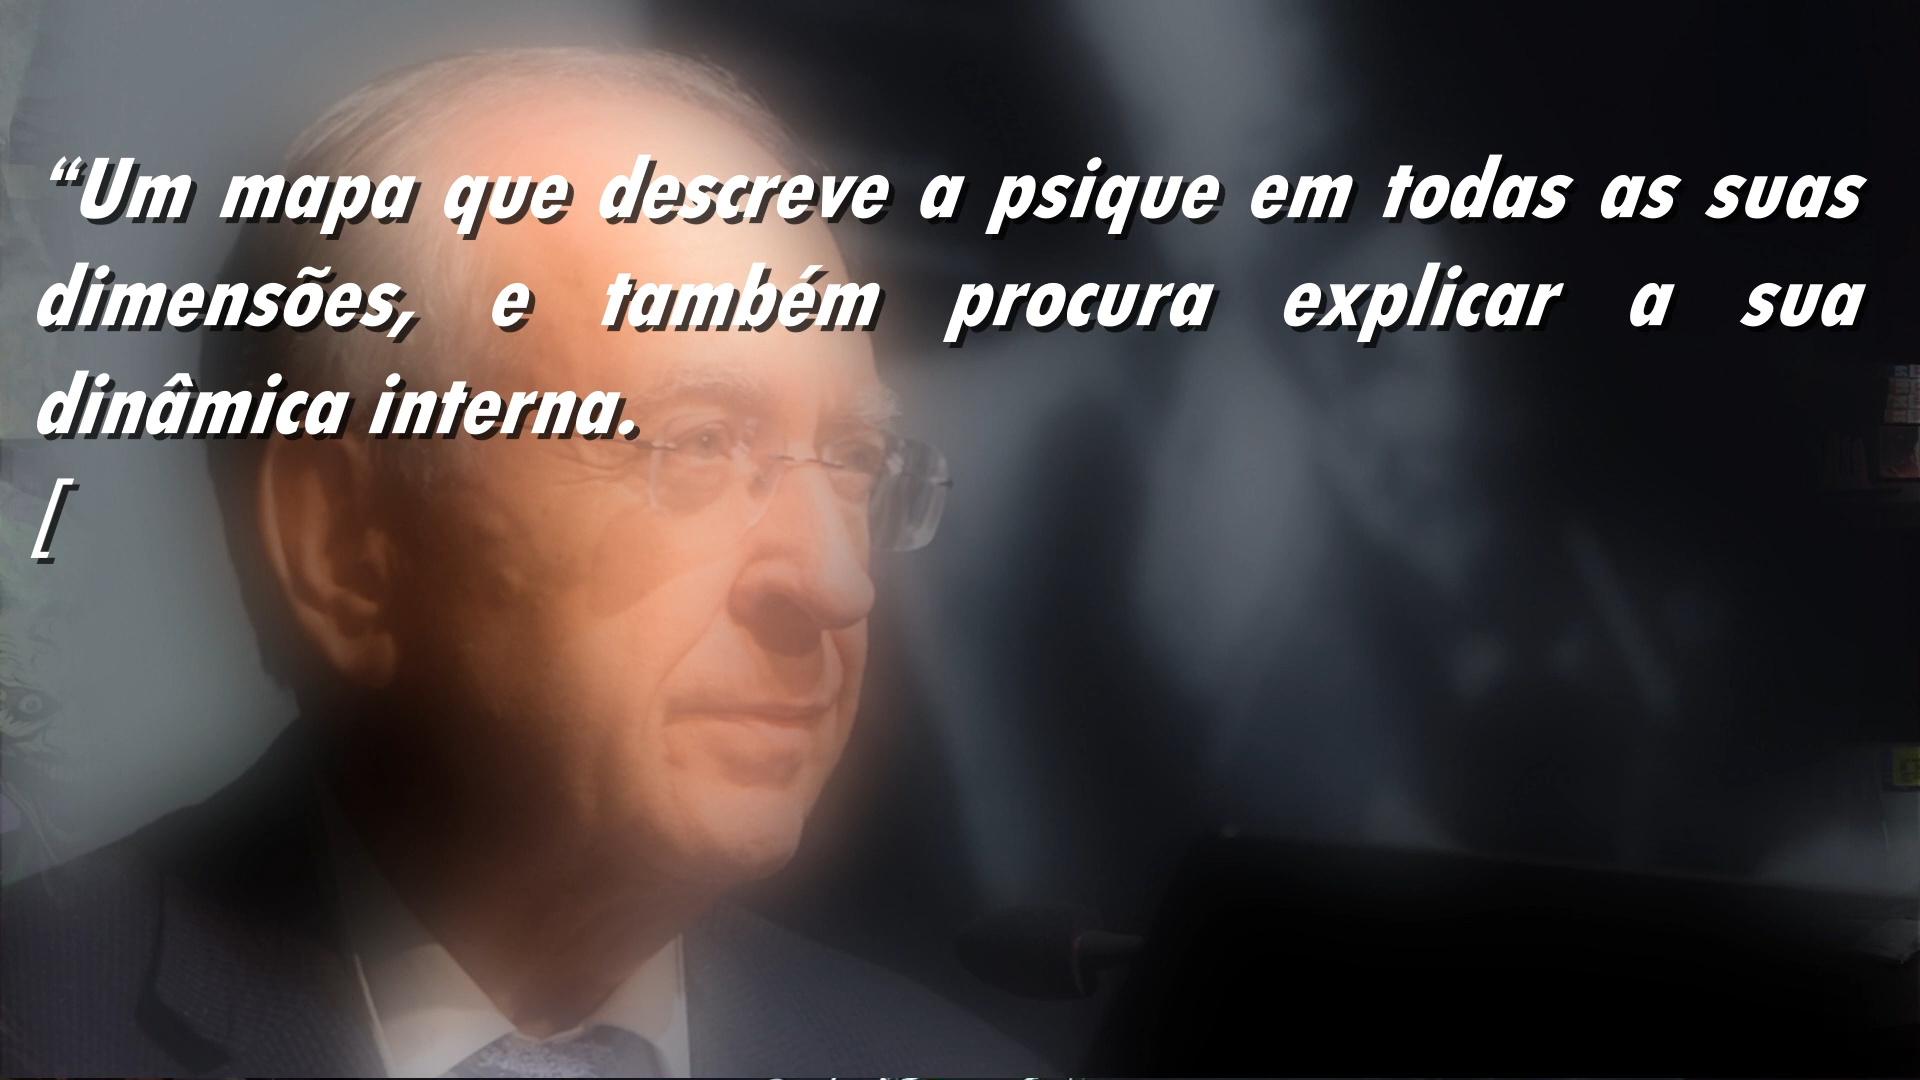 “Um mapa que descreve a psique em todas as suas
dimensões, e também procura explicar a sua
dinâmica interna.
[